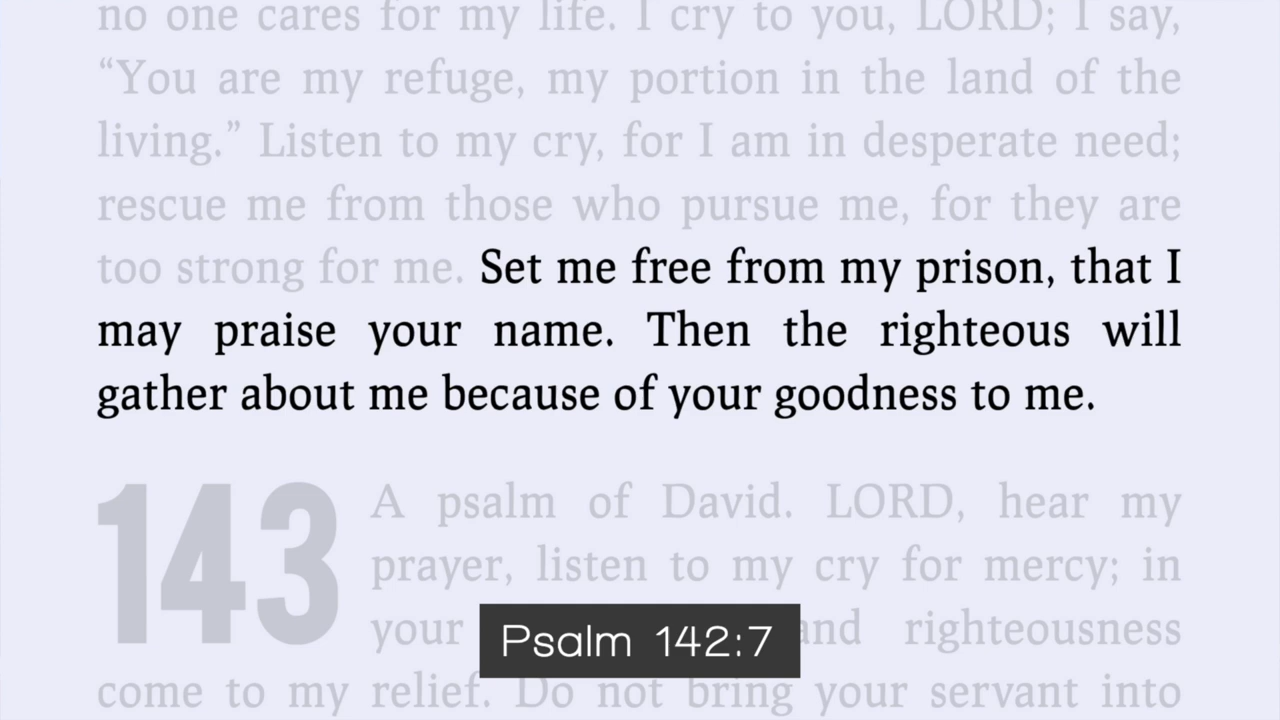 no one cares for my life. I cry to you, LORD; I say,
“You are my refuge, my portion in the land of the
living.” Listen to my cry, for I am in desperate need;
rescue me from those who pursue me, for they are
too strong for me. Set me free from my prison, that I
may praise your name. Then the righteous will
gather about me because of your goodness to me.
143
A psalm of David. LORD, hear my
prayer, listen to my cry for mercy; in
your and righteousness
Psalm 142:7
come to my relief. Do not bring your servant into